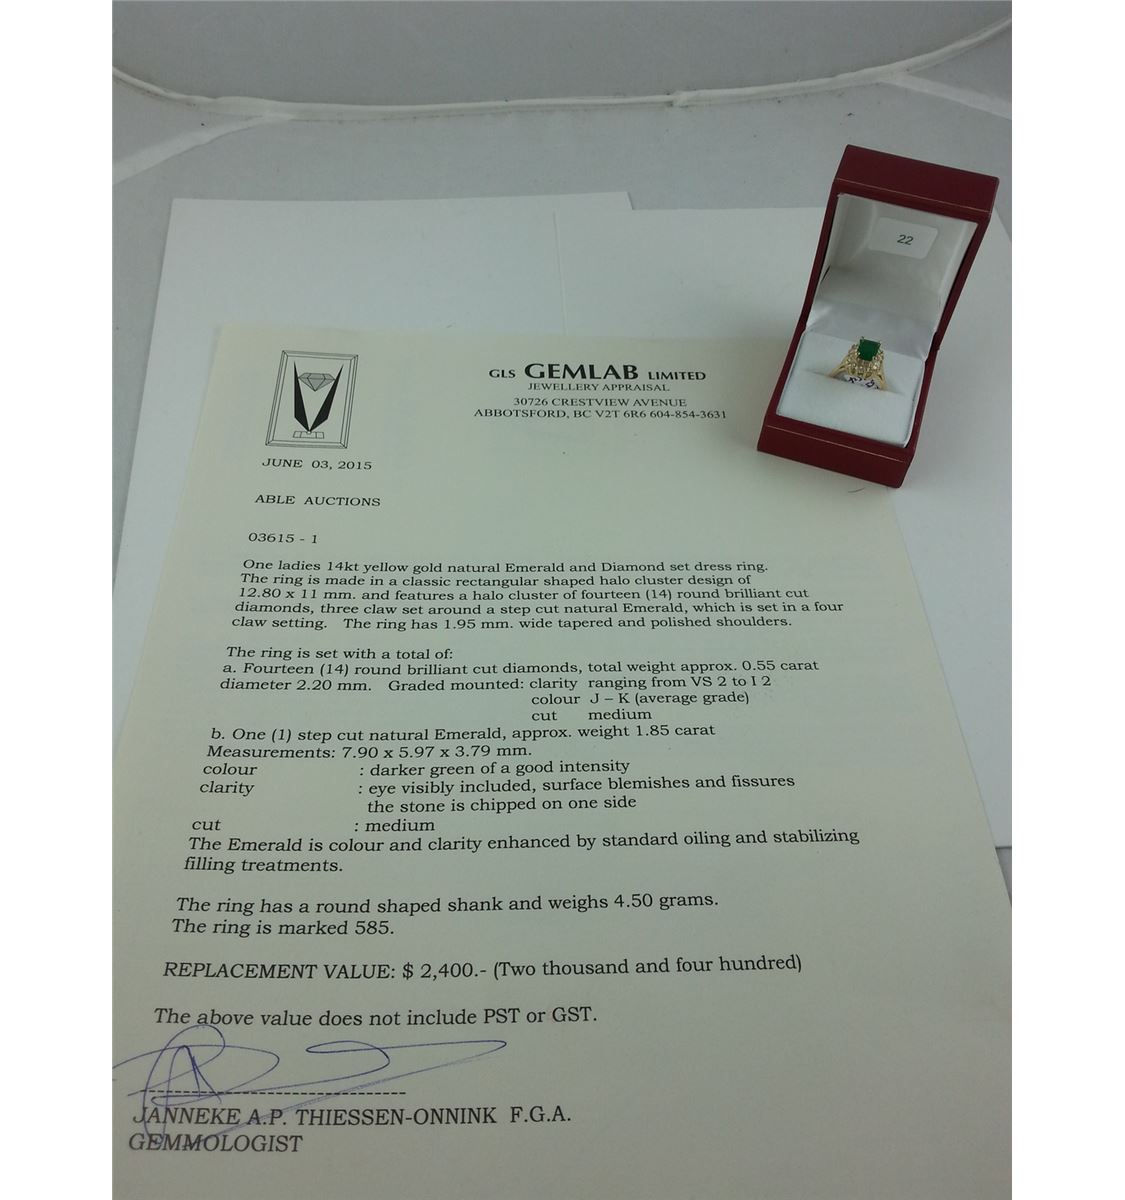 22
GLS GEMLAB LIMITED
JEWELLERY APPRAISAL
30726 CRESTVIEW AVENUE
ABBOTSFORD, BC V2T 6R6 604-854-3631
JUNE 03, 2015
ABLE AUCTIONS
03615 - 1
One ladies 14kt yellow gold natural Emerald and Diamond set dress ring.
The ring is made in a classic rectangular shaped halo cluster design of
12.80 x 11 mm. and features a halo cluster of fourteen (14) round brilliant cut
diamonds, three claw set around a step cut natural Emerald, which is set in a four
claw setting. The ring has 1.95 mm. wide tapered and polished shoulders.
The ring is set with a total of:
a. Fourteen (14) round brilliant cut diamonds, total weight approx. 0.55 carat
diameter 2.20 mm. Graded mounted: clarity ranging from VS 2 to I 2
colour J – K (average grade)
cut medium
b. One (1) step cut natural Emerald, approx. weight 1.85 carat
Measurements: 7.90 x 5.97 x 3.79 mm.
colour : darker green of a good intensity
clarity : eye visibly included, surface blemishes and fissures
the stone is chipped on one side
cut : medium
The Emerald is colour and clarity enhanced by standard oiling and stabilizing
filling treatments.
The ring has a round shaped shank and weighs 4.50 grams.
The ring is marked 585.
REPLACEMENT VALUE: $ 2,400.- (Two thousand and four hundred)
The above value does not include PST or GST.
JANNEKE A.P. THIESSEN-ONNINK F.G.A.
GEMMOLOGIST